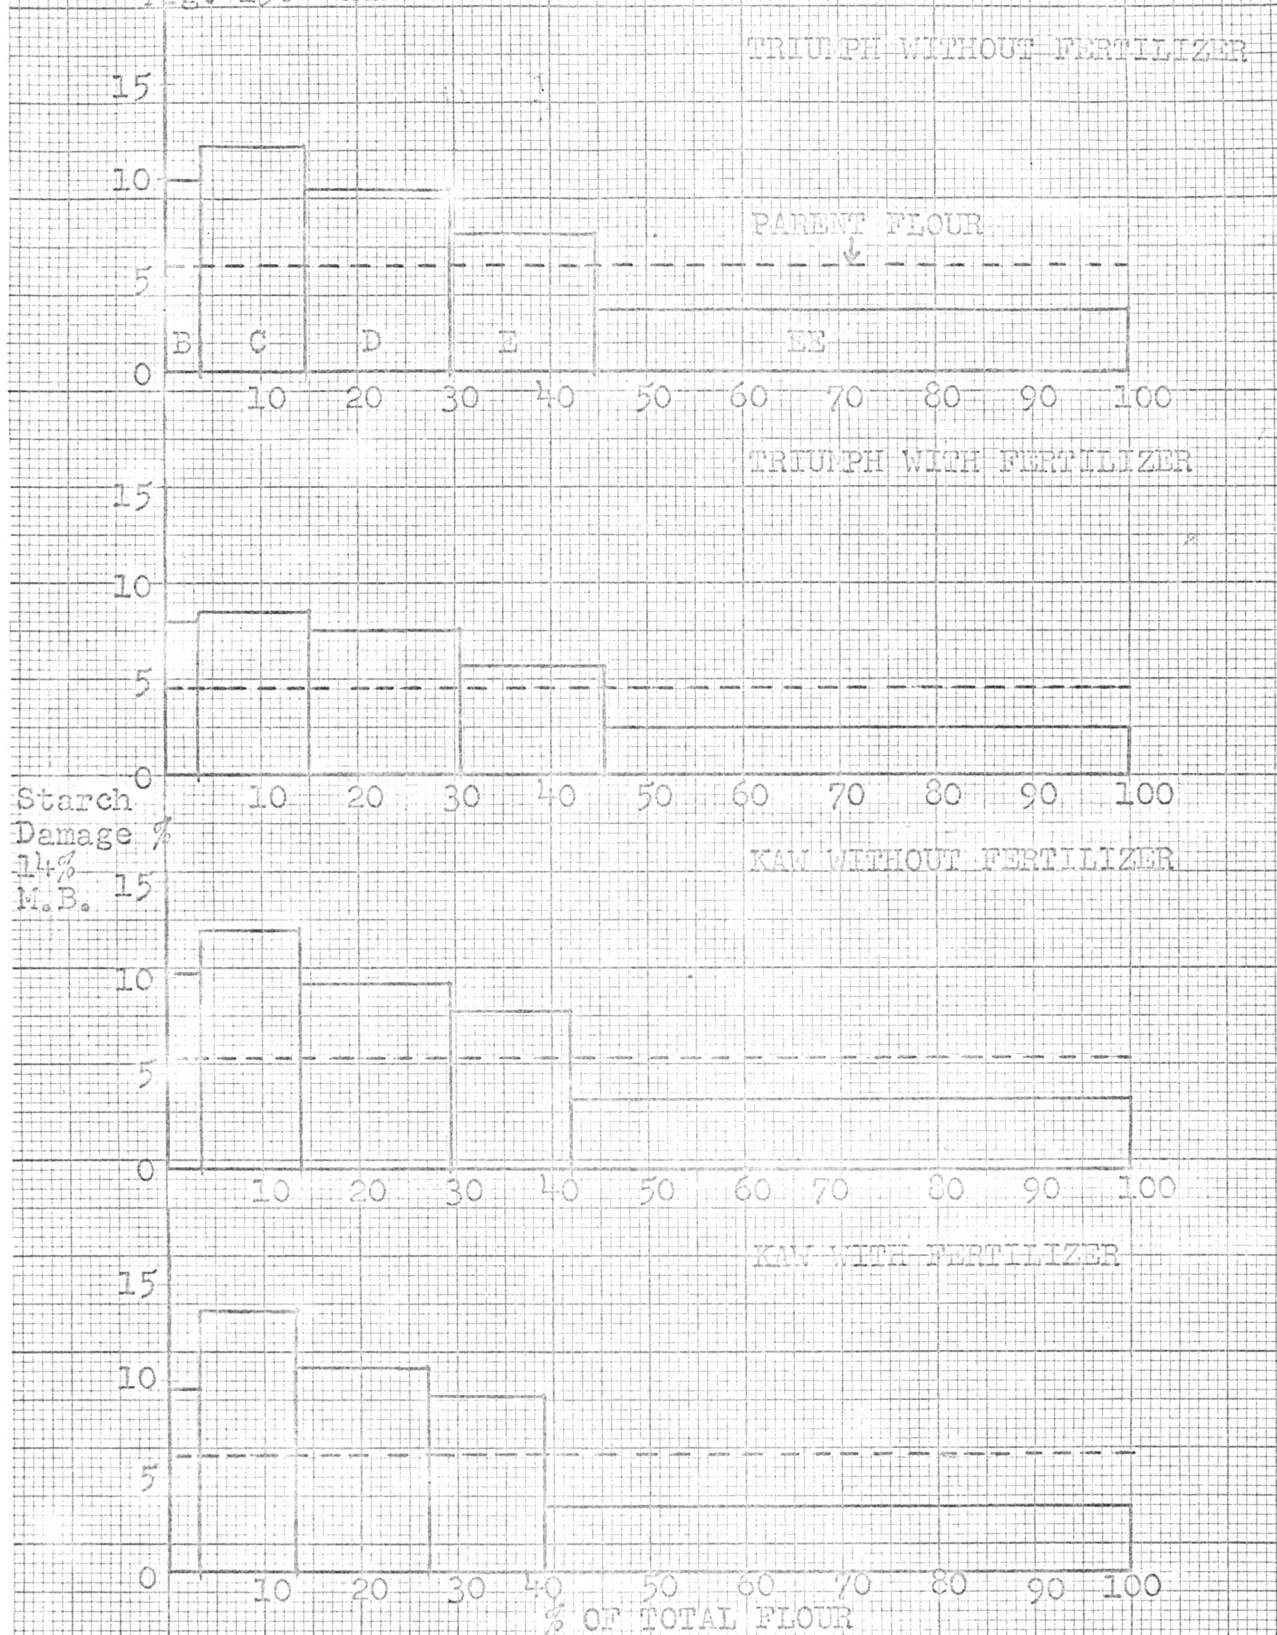 TRIUMPH WITHOUT FERTILIZER
15
10
PARENT FLOUR
5
B C D E EE
0
10 20 30 40 50 60 70 80 90 100
TRIUMPH WITH FERTILIZER
15
10
5
0
10 20 30 40 50 60 70 80 90 100
Starch
Damage %
14%
M.B.
KAW WITHOUT FERTILIZER
15
10
5
0
10 20 30 40 50 60 70 80 90 100
KAW WITH FERTILIZER
15
10
5
0
10 20 30 40 50 60 70 80 90 100
% OF TOTAL FLOUR